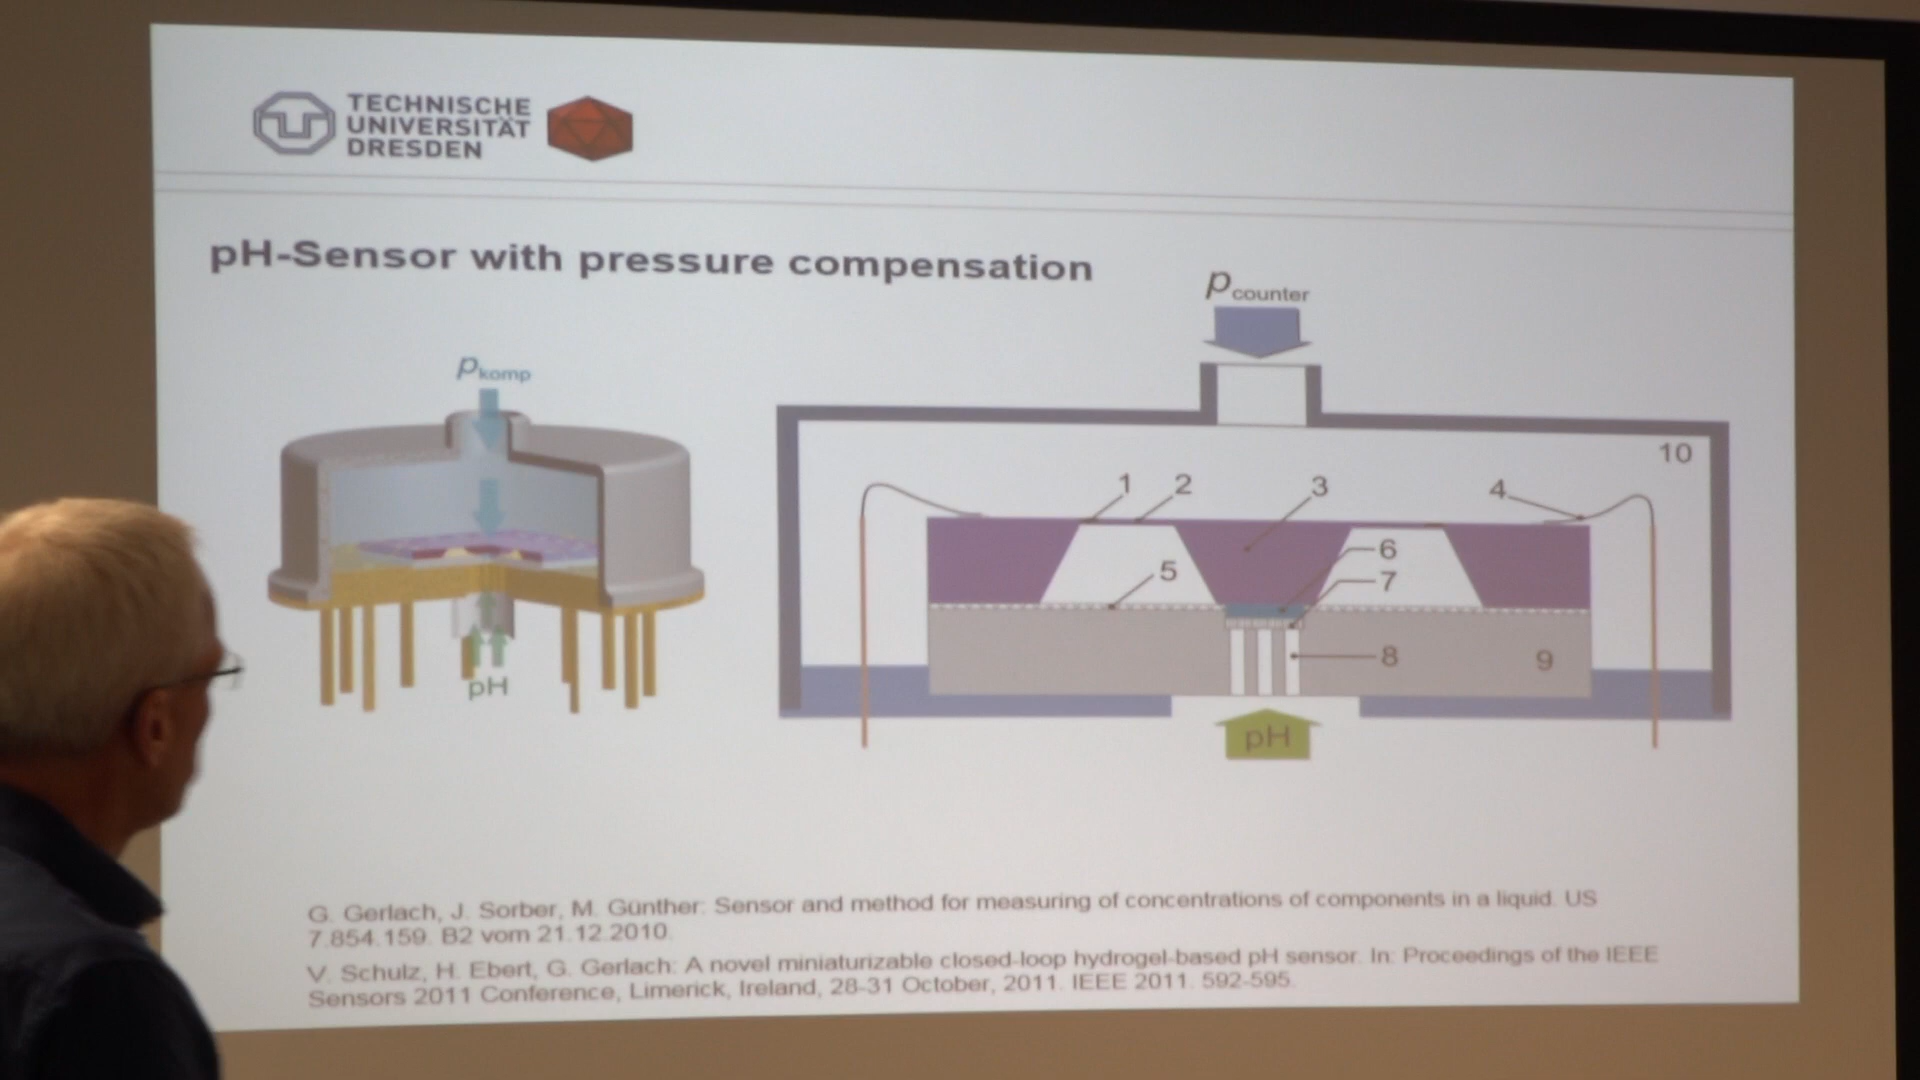 TECHNISCHE
UNIVERSITÄT
DRESDEN
pH-Sensor with pressure compensation
pkomp
pH
pcounter
10
1
2
3
4
5
6
7
8
9
pH
G. Gerlach, J. Sorber, M. Günther: Sensor and method for measuring of concentrations of components in a liquid. US
7.854.159. B2 vom 21.12.2010.
V. Schulz, H. Ebert, G. Gerlach: A novel miniaturizable closed-loop hydrogel-based pH sensor. In: Proceedings of the IEEE
Sensors 2011 Conference, Limerick, Ireland, 28-31 October, 2011. IEEE 2011. 592-595.